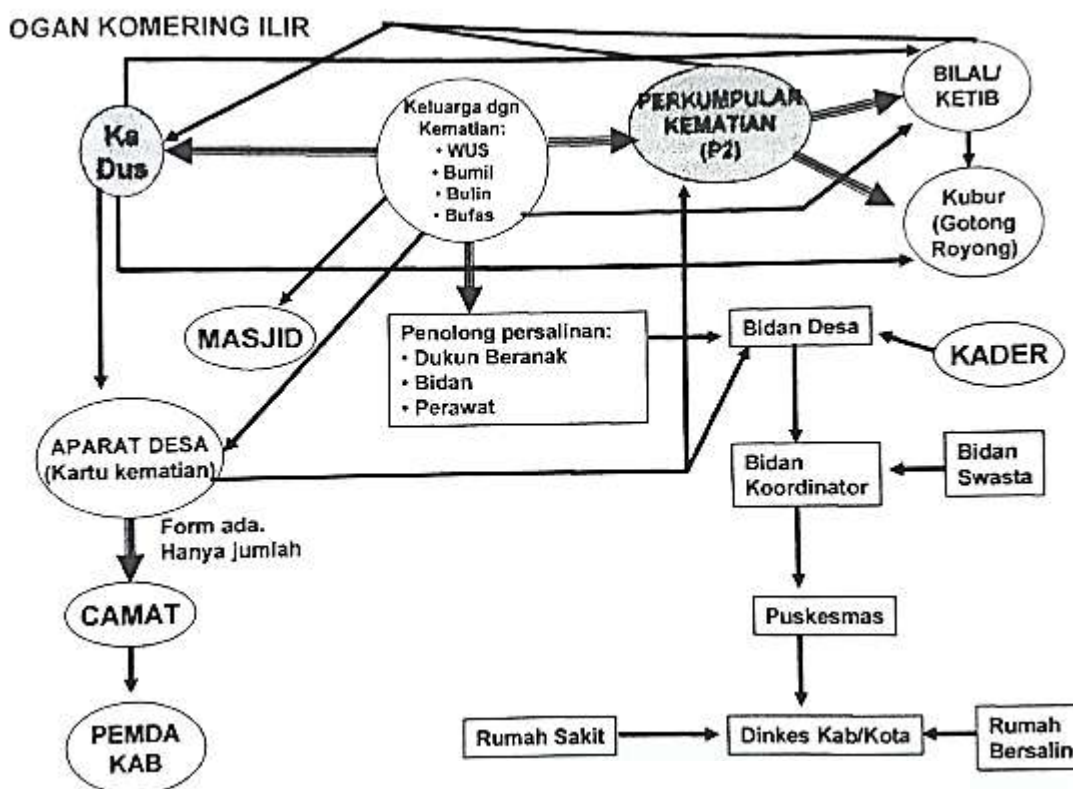 OGAN KOMERING ILIR
Ka
Dus
Keluarga dgn
Kematian:
• WUS
• Bumil
• Bulin
• Bufas
PERKUMPULAN
KEMATIAN
(P2)
BILAL/
KETIB
Kubur
(Gotong
Royong)
MASJID
Penolong persalinan:
• Dukun Beranak
• Bidan
• Perawat
Bidan Desa
KADER
APARAT DESA
(Kartu kematian)
Bidan
Koordinator
Bidan
Swasta
Form ada.
Hanya jumlah
CAMAT
Puskesmas
PEMDA
KAB
Rumah Sakit
Dinkes Kab/Kota
Rumah
Bersalin